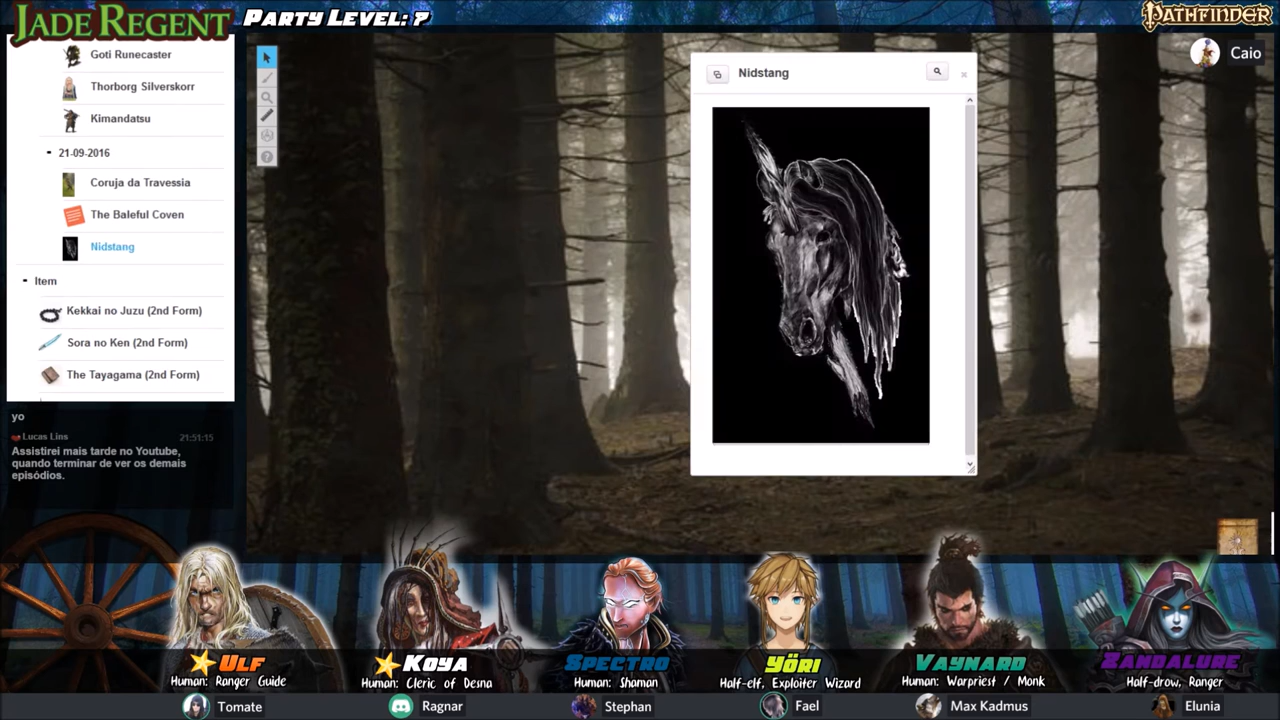 JADE REGENT
PARTY LEVEL: 7
PATHFINDER
Caio
Goti Runecaster
Thorborg Silverskorr
Kimandatsu
21-09-2016
Coruja da Travessia
The Baleful Coven
Nidstang
Item
Kekkai no Juzu (2nd Form)
Sora no Ken (2nd Form)
The Tayagama (2nd Form)
Nidstang
yo
Lucas Lins 21:51:15
Assistirei mais tarde no Youtube,
quando terminar de ver os demais
episódios.
ULF
Human: Ranger Guide
Tomate
KOYA
Human: Cleric of Desna
Ragnar
SPECTRO
Human: Shaman
Stephan
YÖRI
Half-elf, Exploiter Wizard
Fael
VAYNARD
Human: Warpriest / Monk
Max Kadmus
ZANDALURE
Half-drow, Ranger
Elunia